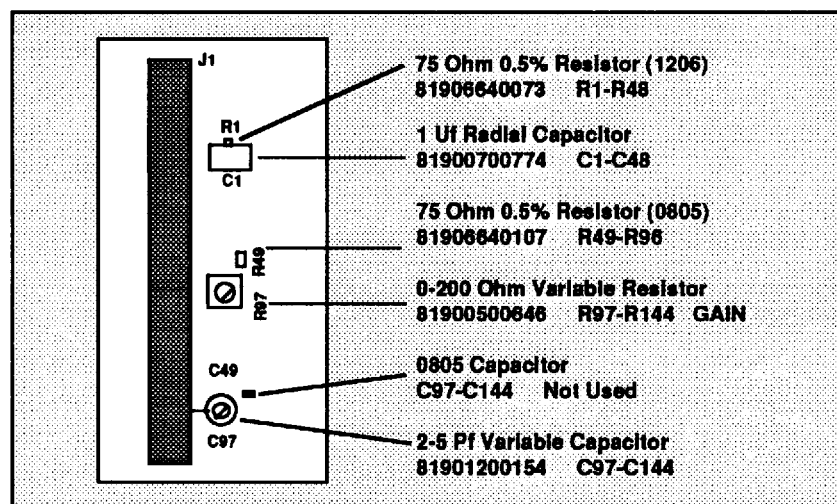 J1
R1
C1
R49
R97
C49
C97
75 Ohm 0.5% Resistor (1206)
81906640073 R1-R48
1 Uf Radial Capacitor
81900700774 C1-C48
75 Ohm 0.5% Resistor (0805)
81906640107 R49-R96
0-200 Ohm Variable Resistor
81900500646 R97-R144 GAIN
0805 Capacitor
C97-C144 Not Used
2-5 Pf Variable Capacitor
81901200154 C97-C144